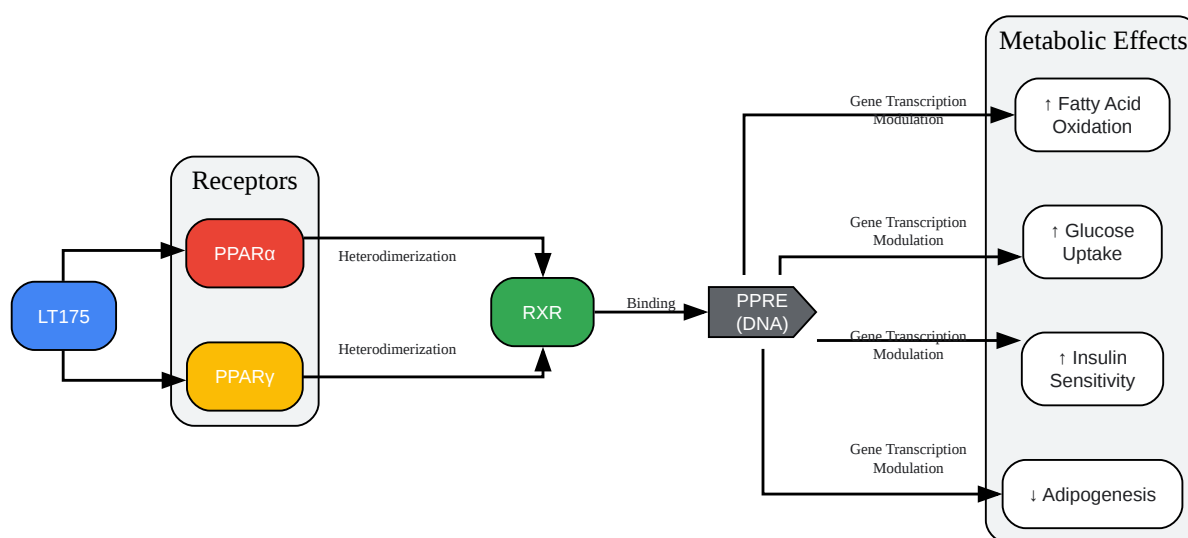 LT175
Receptors
PPARα
PPARγ
Heterodimerization
Heterodimerization
RXR
Binding
PPRE
(DNA)
Gene Transcription
Modulation
Gene Transcription
Modulation
Gene Transcription
Modulation
Gene Transcription
Modulation
Metabolic Effects
↑ Fatty Acid
Oxidation
↑ Glucose
Uptake
↑ Insulin
Sensitivity
↓ Adipogenesis